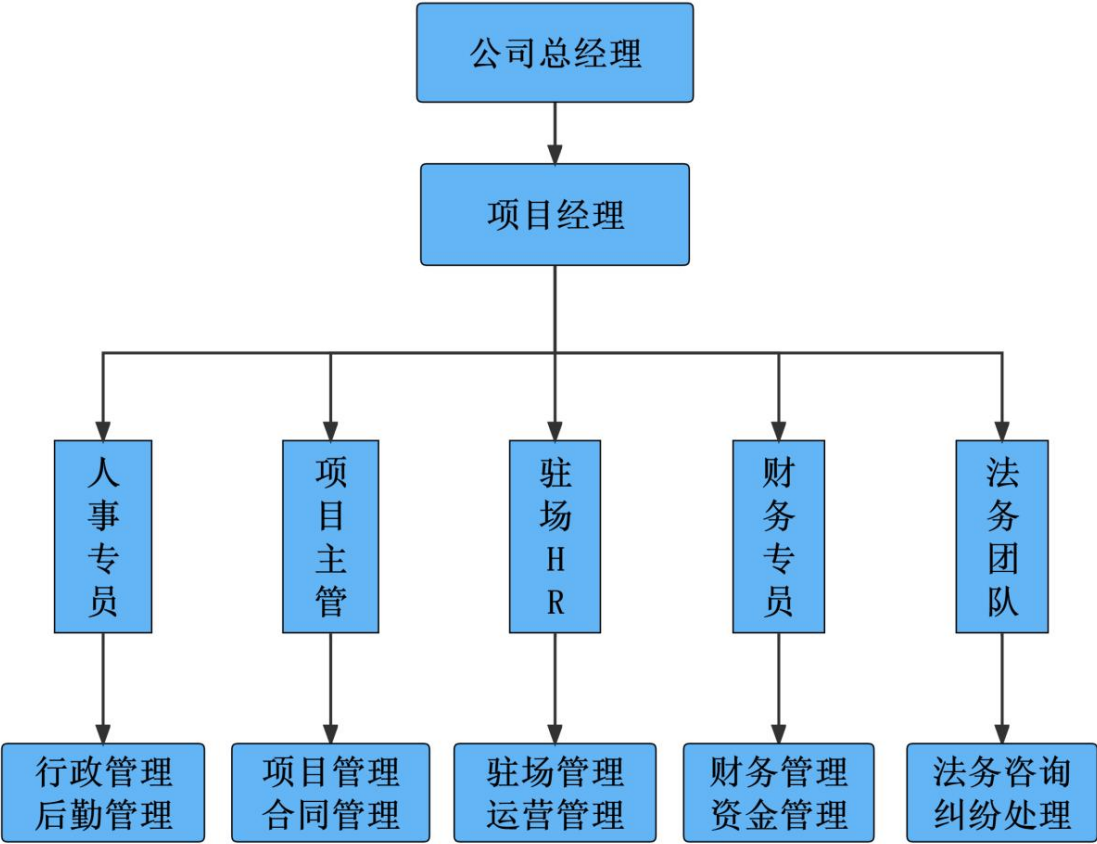 公司总经理
项目经理
人事专员
项目主管
驻场HR
财务专员
法务团队
行政管理
后勤管理
项目管理
合同管理
驻场管理
运营管理
财务管理
资金管理
法务咨询
纠纷处理